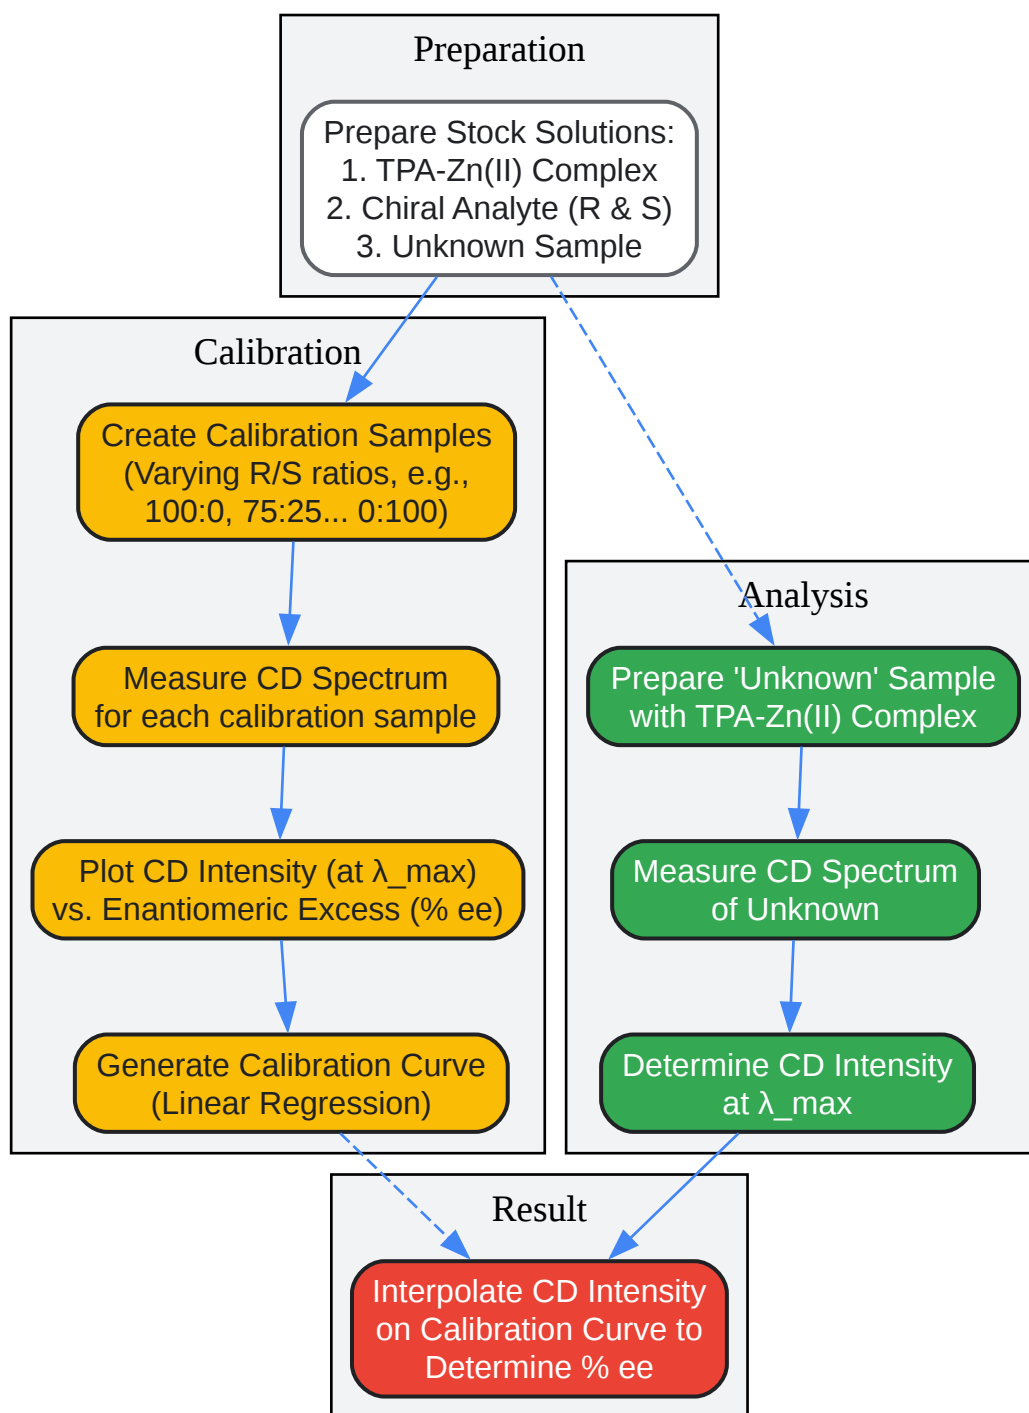 Preparation
Prepare Stock Solutions:
1. TPA-Zn(II) Complex
2. Chiral Analyte (R & S)
3. Unknown Sample
Calibration
Create Calibration Samples
(Varying R/S ratios, e.g.,
100:0, 75:25... 0:100)
Measure CD Spectrum
for each calibration sample
Plot CD Intensity (at λ_max)
vs. Enantiomeric Excess (% ee)
Generate Calibration Curve
(Linear Regression)
Analysis
Prepare 'Unknown' Sample
with TPA-Zn(II) Complex
Measure CD Spectrum
of Unknown
Determine CD Intensity
at λ_max
Result
Interpolate CD Intensity
on Calibration Curve to
Determine % ee